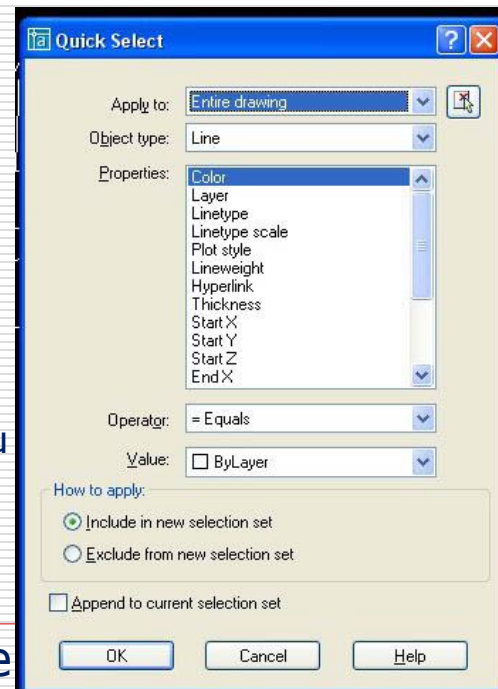 Quick Select
Apply to: Entire drawing
Object type: Line
Properties: Color
Layer
Linetype
Linetype scale
Plot style
Lineweight
Hyperlink
Thickness
Start X
Start Y
Start Z
End X
Operator: = Equals
Value: ByLayer
How to apply:
Include in new selection set
Exclude from new selection set
Append to current selection set
OK Cancel Help